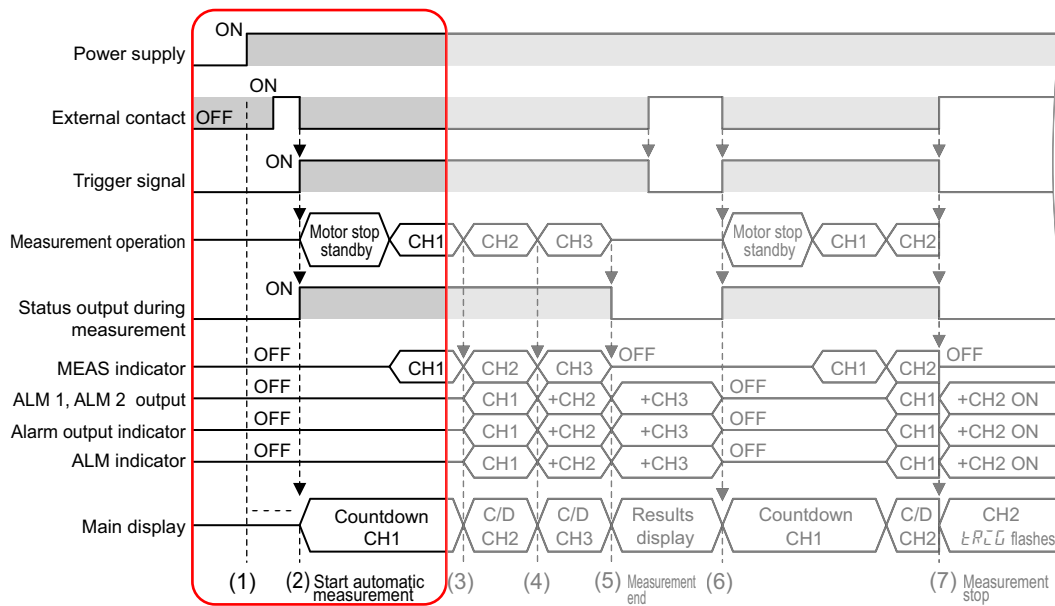 ON
Power supply
ON
External contact OFF
ON
Trigger signal
Measurement operation Motor stop standby CH1 CH2 CH3 Motor stop standby CH1 CH2
ON
Status output during
measurement
OFF OFF OFF
MEAS indicator CH1 CH2 CH3 CH1 CH2
OFF OFF
ALM 1, ALM 2 output CH1 +CH2 +CH3 CH1 +CH2 ON
OFF OFF
Alarm output indicator CH1 +CH2 +CH3 CH1 +CH2 ON
OFF OFF
ALM indicator CH1 +CH2 +CH3 CH1 +CH2 ON
- - - - -
Main display Countdown CH1 C/D CH2 C/D CH3 Results display Countdown CH1 C/D CH2 CH2 flashes
(1) (2) Start automatic measurement (3) (4) (5) Measurement end (6) (7) Measurement stop